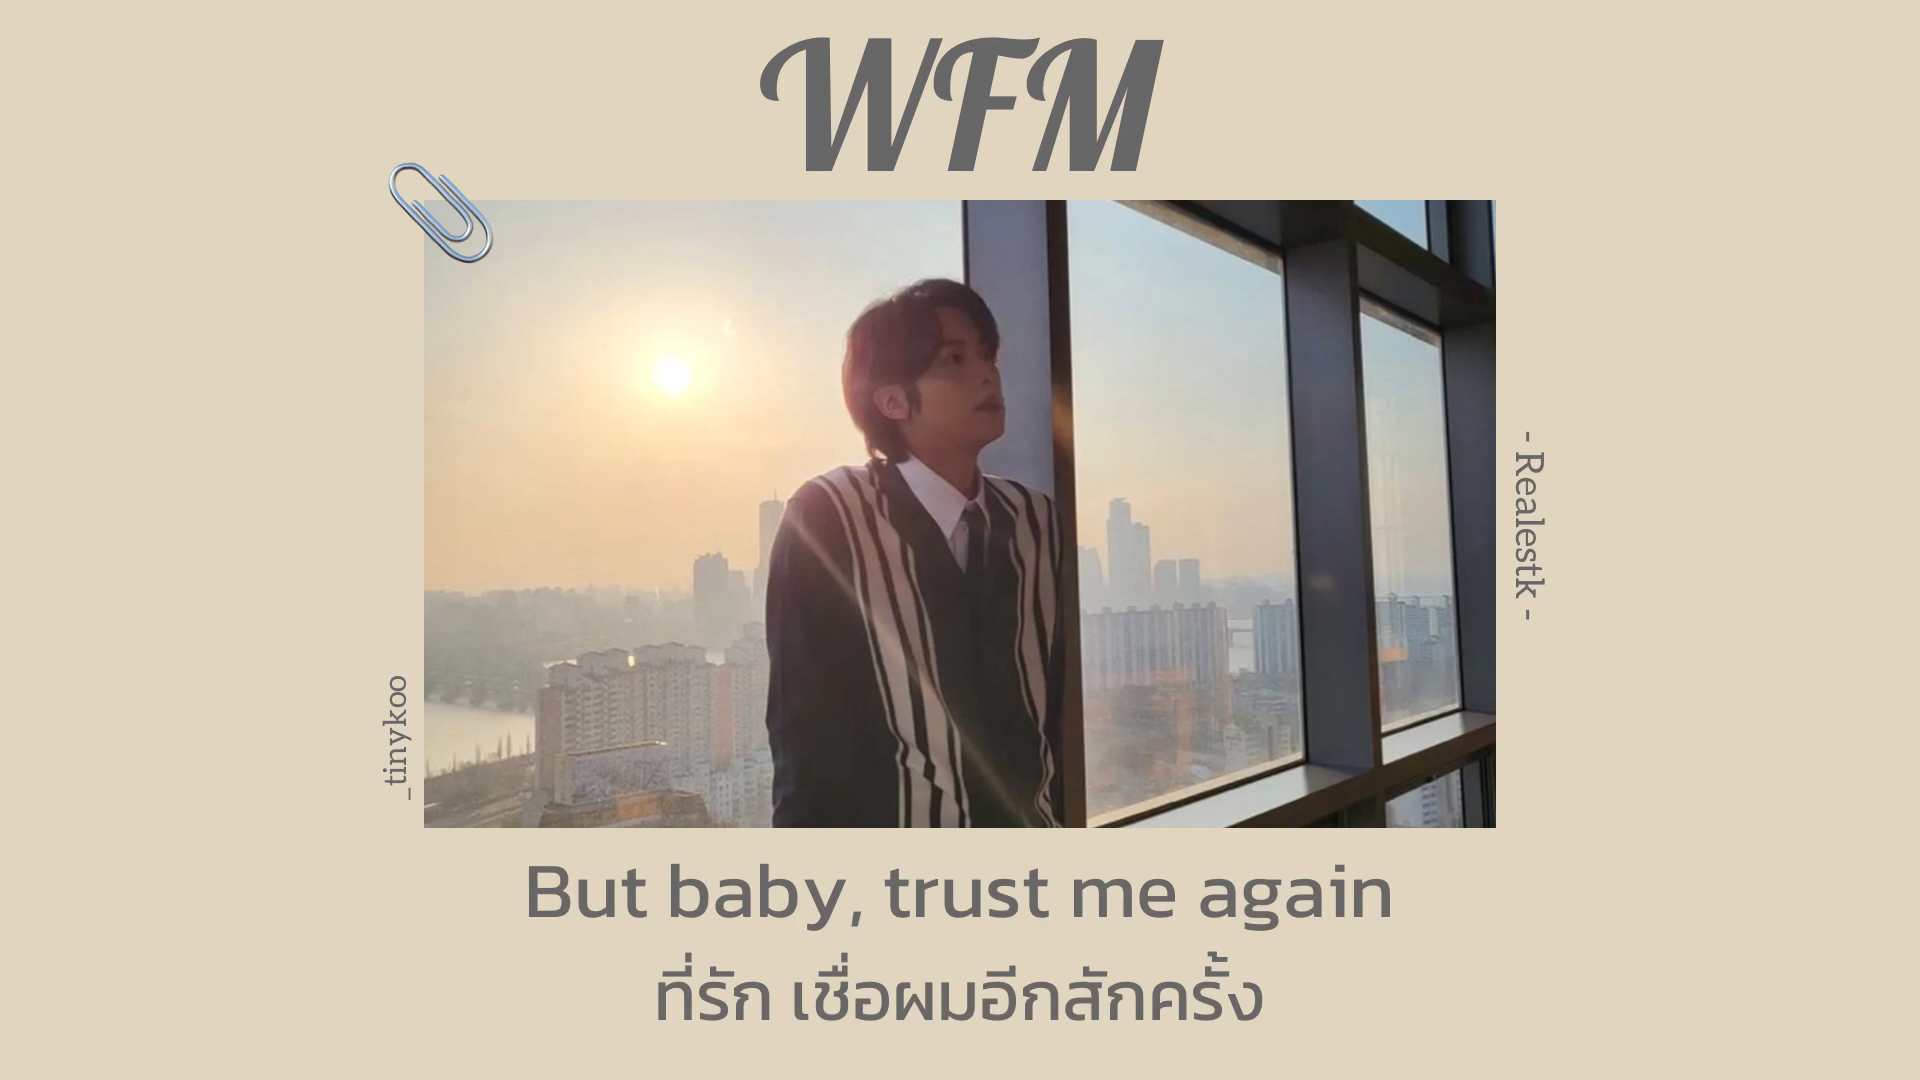 WFM
- Realestk -
_tinykoo
But baby, trust me again
ที่รัก เชื่อผมอีกสักครั้ง